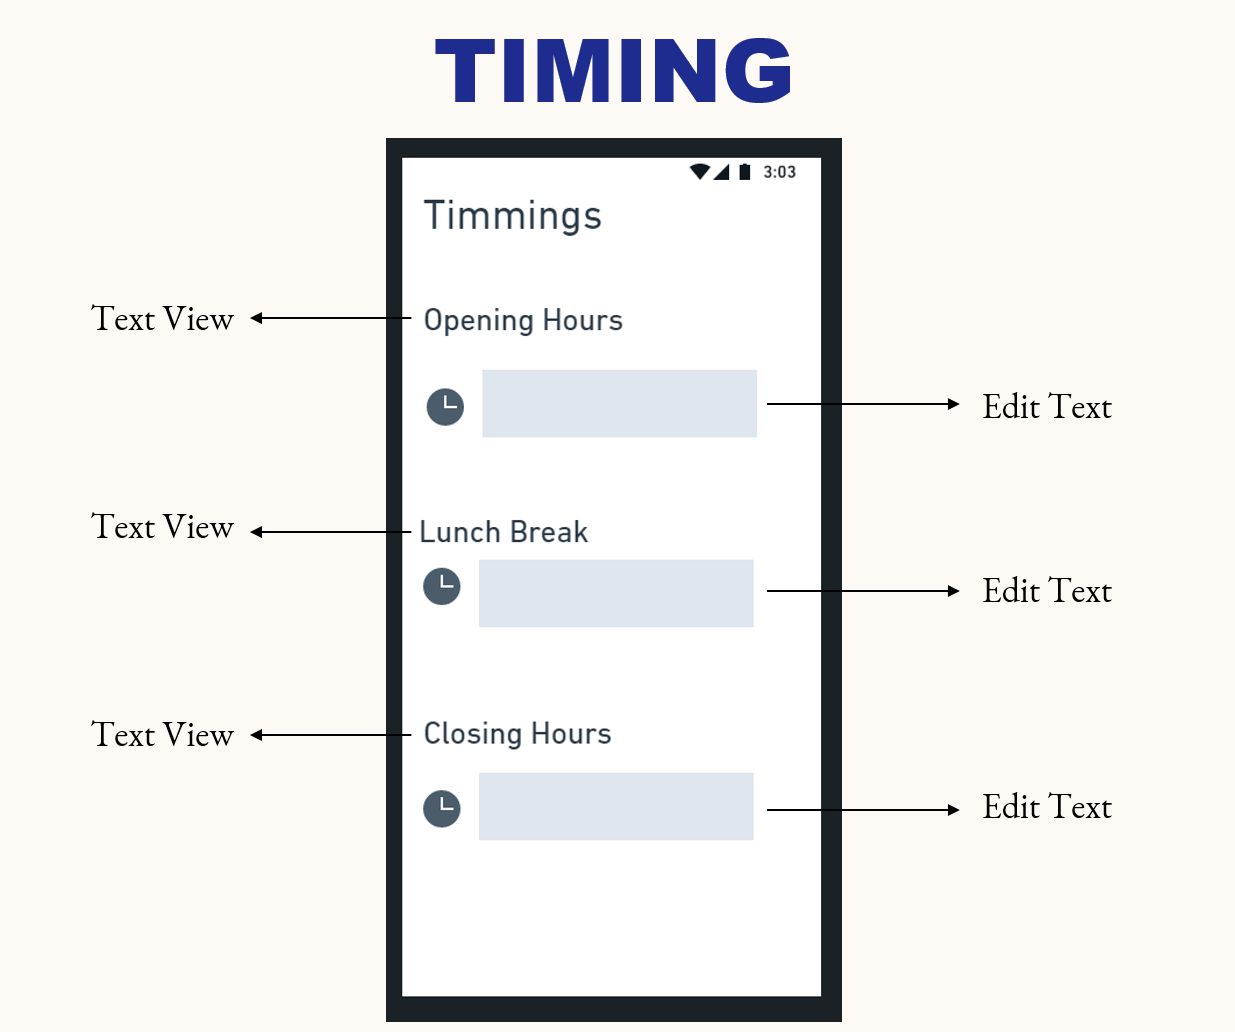 TIMING
3:03
Timmings
Text View
Opening Hours
Edit Text
Text View
Lunch Break
Edit Text
Text View
Closing Hours
Edit Text